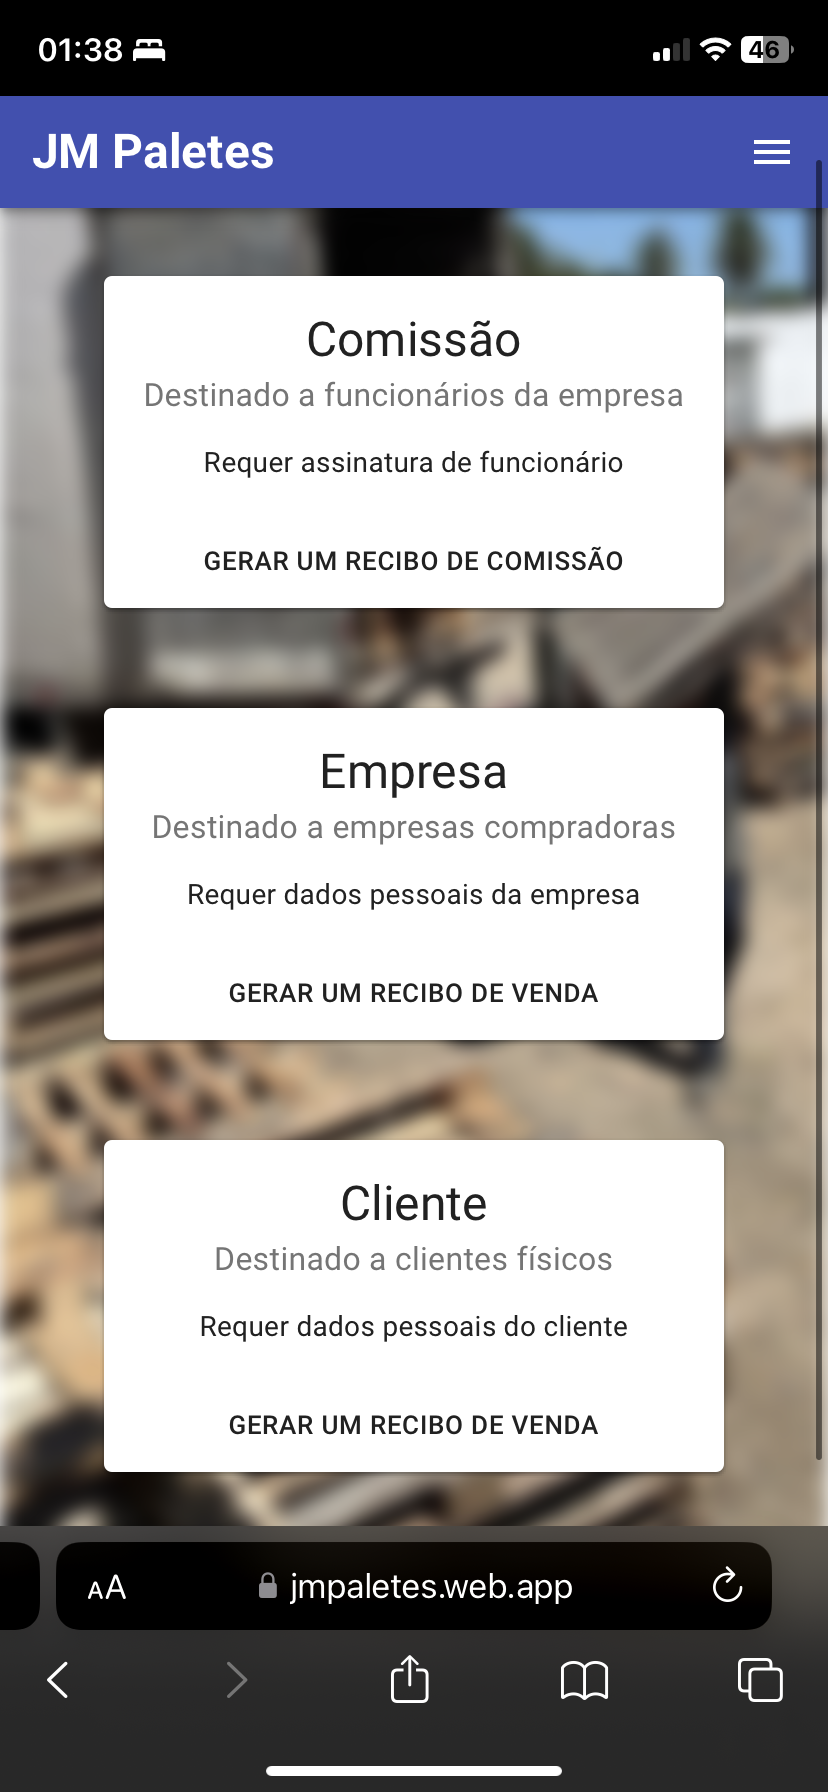 01:38
46
JM Paletes
Comissão
Destinado a funcionários da empresa
Requer assinatura de funcionário
GERAR UM RECIBO DE COMISSÃO
Empresa
Destinado a empresas compradoras
Requer dados pessoais da empresa
GERAR UM RECIBO DE VENDA
Cliente
Destinado a clientes físicos
Requer dados pessoais do cliente
GERAR UM RECIBO DE VENDA
AA jmpaletes.web.app